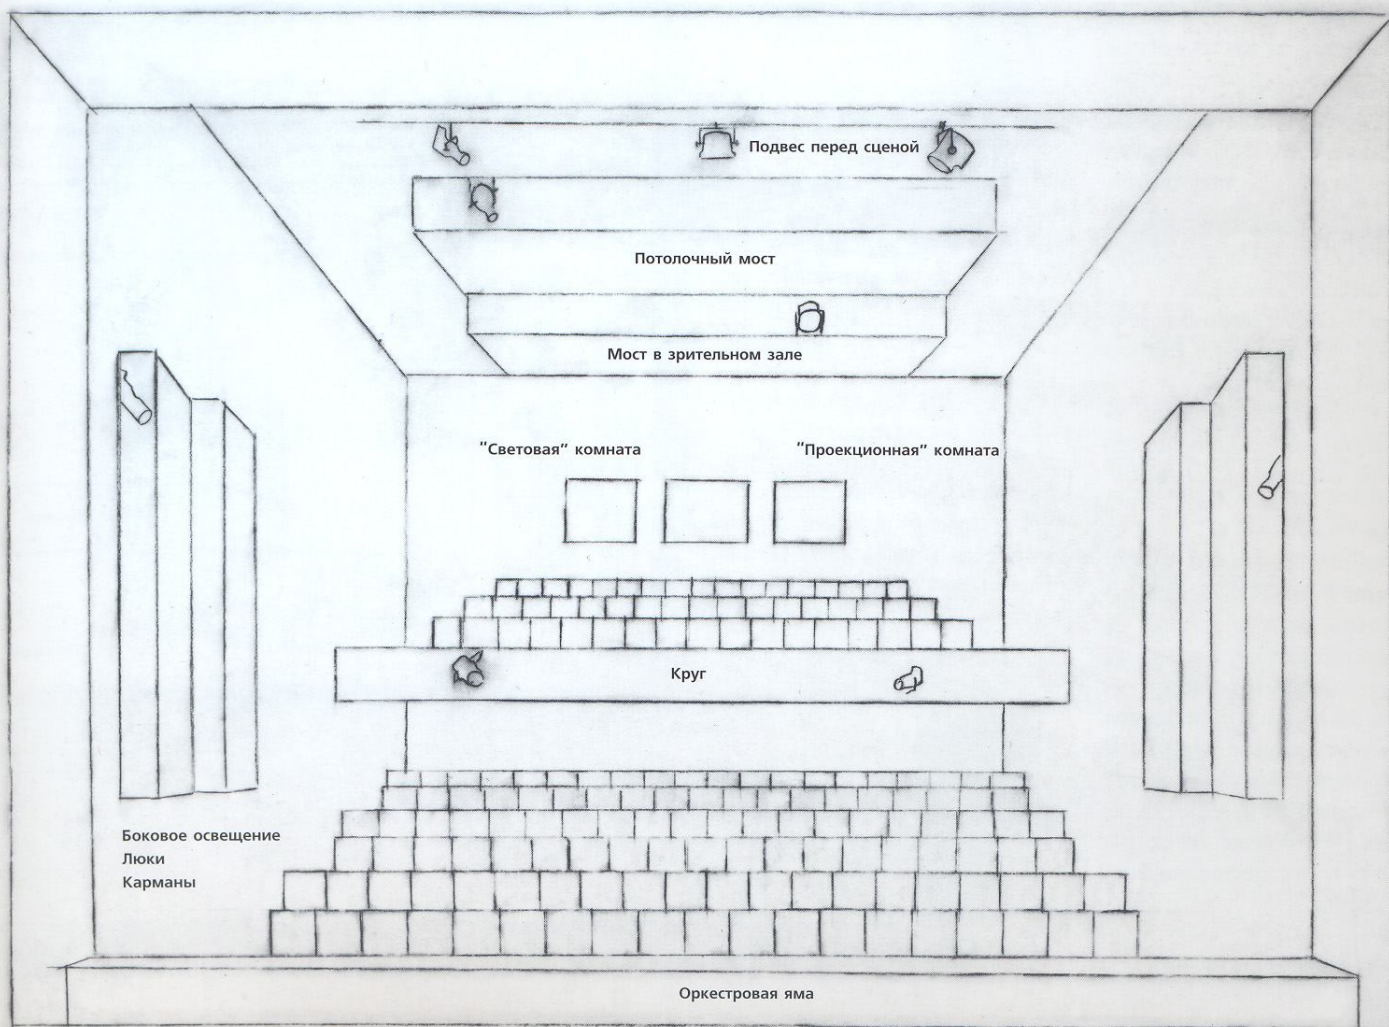 Подвес перед сценой
Потолочный мост
Мост в зрительном зале
"Световая" комната
"Проекционная" комната
Круг
Боковое освещение
Люки
Карманы
Оркестровая яма